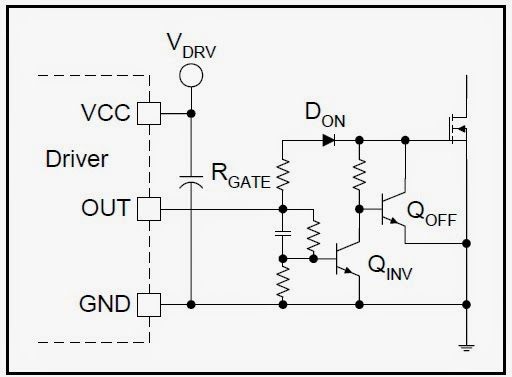 VDRV
VCC
DON
Driver
RGATE
OUT
QOFF
QINV
GND